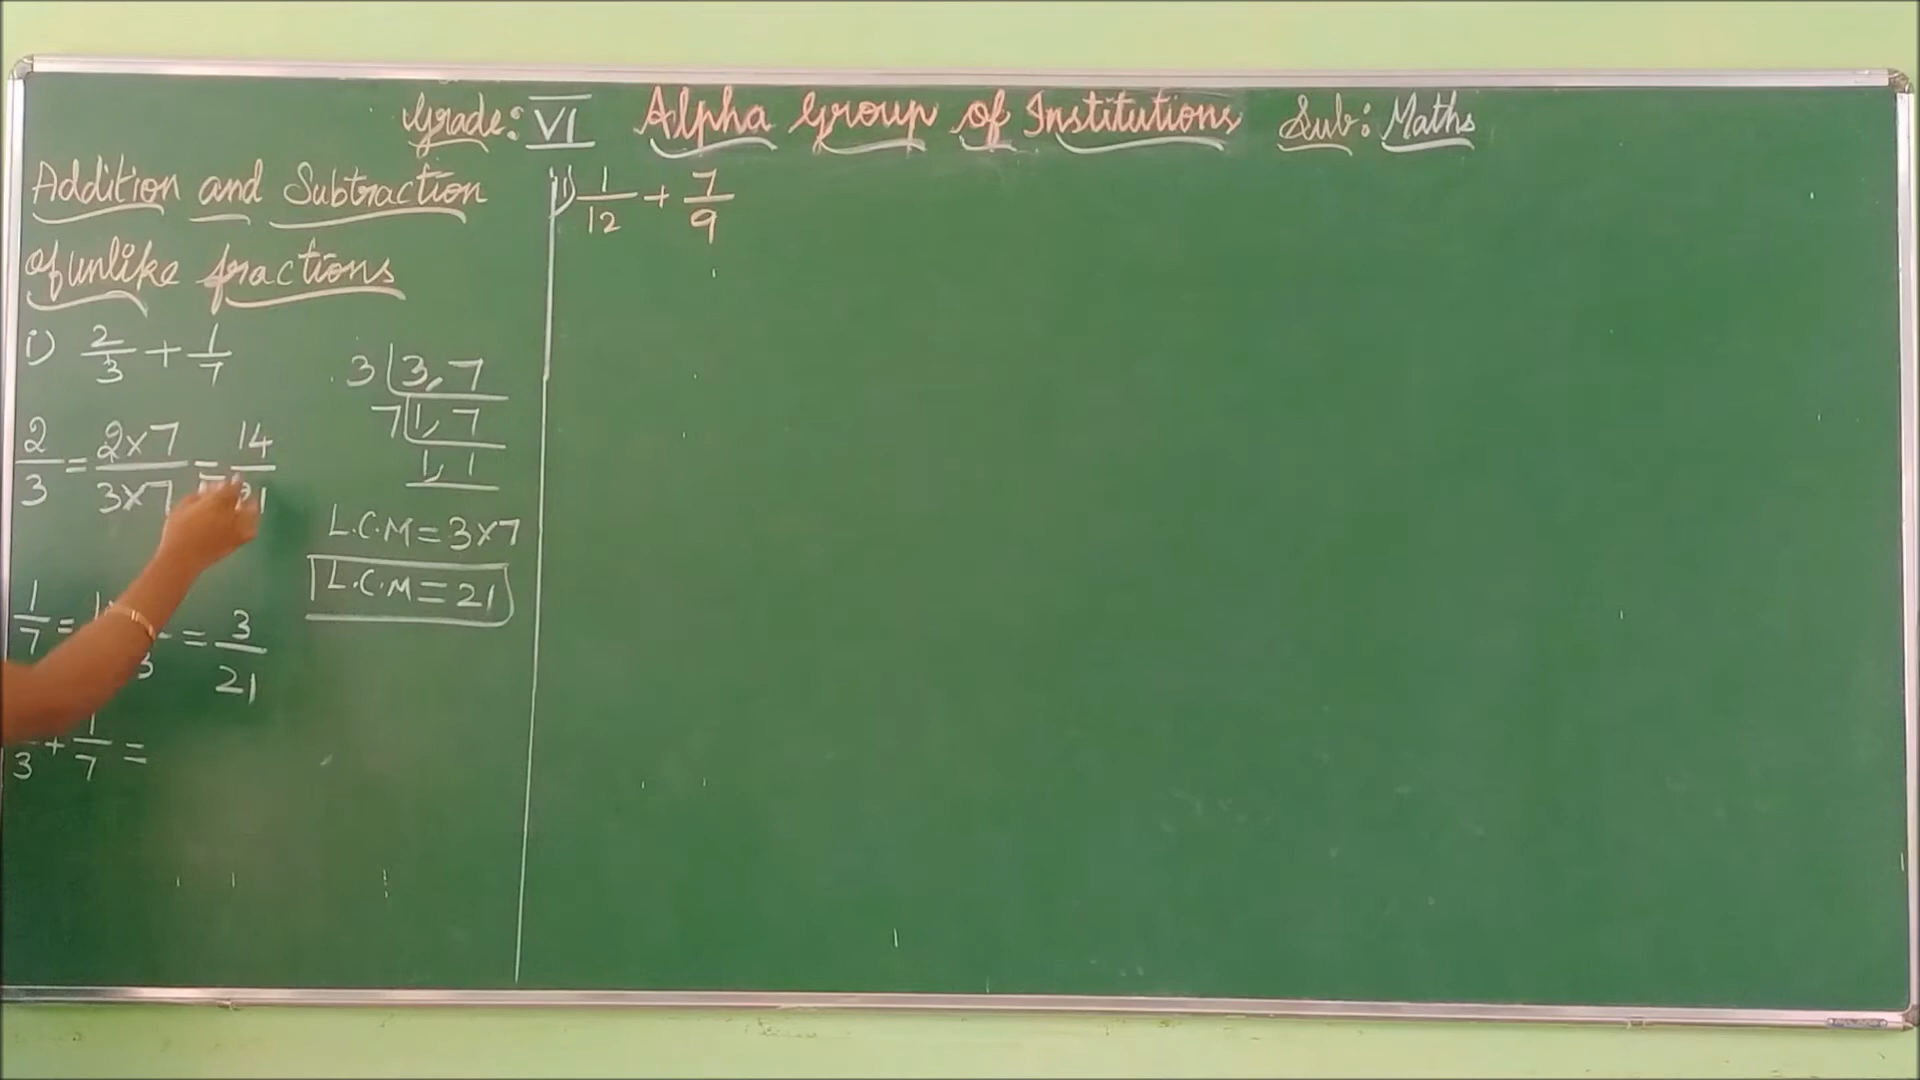 Grade: VI Alpha Group of Institutions Sub: Maths
Addition and Subtraction
of unlike fractions
i) 2/3 + 1/7
2/3 = 2×7/3×7 = 14/21
1/7 = 1 /3 = 3/21
/3 + 1/7 =
3 | 3, 7
7 | 1, 7
1, 1
L.C.M = 3×7
L.C.M = 21
ii) 1/12 + 7/9